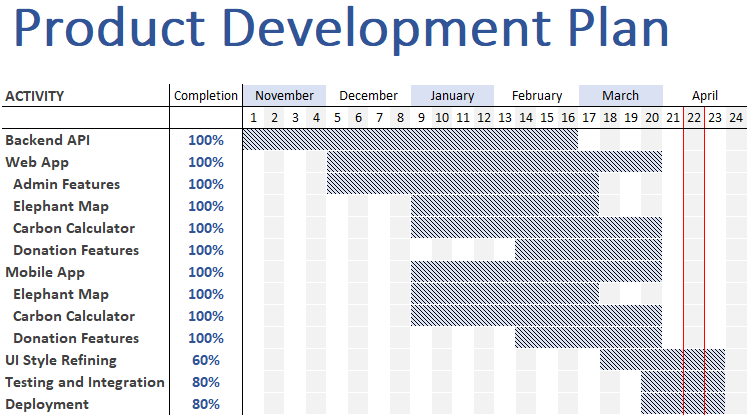 Product Development Plan
ACTIVITY Completion November December January February March April
1 2 3 4 5 6 7 8 9 10 11 12 13 14 15 16 17 18 19 20 21 22 23 24
Backend API 100%
Web App 100%
Admin Features 100%
Elephant Map 100%
Carbon Calculator 100%
Donation Features 100%
Mobile App 100%
Elephant Map 100%
Carbon Calculator 100%
Donation Features 100%
UI Style Refining 60%
Testing and Integration 80%
Deployment 80%